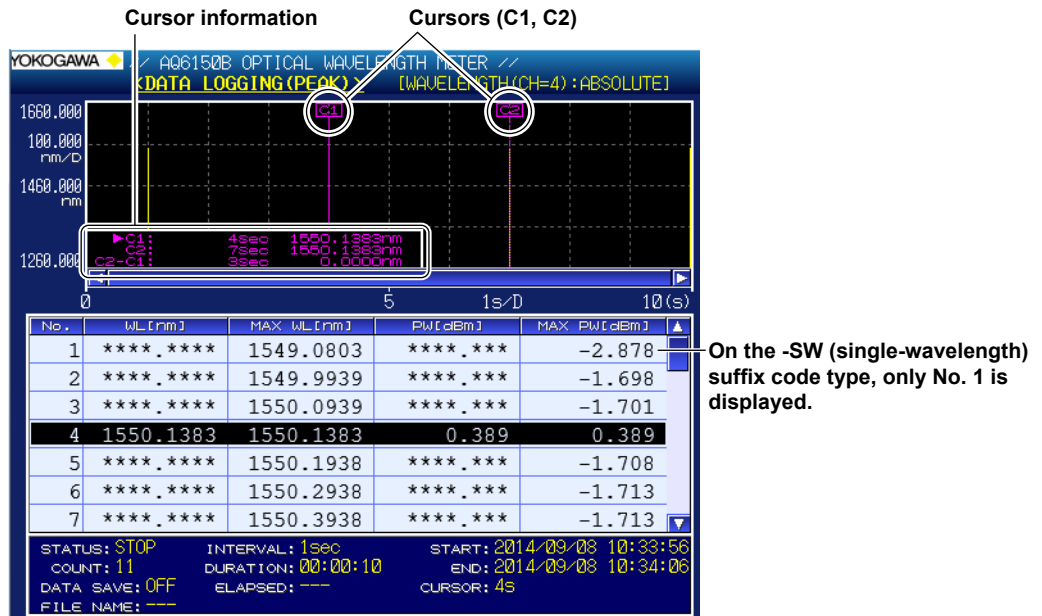 Cursor information Cursors (C1, C2)
YOKOGAWA // AQ6150B OPTICAL WAVELENGTH METER //
<DATA LOGGING(PEAK)> [WAVELENGTH(CH=4):ABSOLUTE]
1660.000 C1 C2
100.000
nm/D
1460.000
nm
▶C1: 4sec 1550.1383nm
C2: 7sec 1550.1383nm
C2-C1: 3sec 0.0000nm
1260.000
0 5 1s/D 10(s)
No. WL[nm] MAX WL[nm] PW[dBm] MAX PW[dBm]
1 ****.**** 1549.0803 ****.*** -2.878
2 ****.**** 1549.9939 ****.*** -1.698
3 ****.**** 1550.0939 ****.*** -1.701
4 1550.1383 1550.1383 0.389 0.389
5 ****.**** 1550.1938 ****.*** -1.708
6 ****.**** 1550.2938 ****.*** -1.713
7 ****.**** 1550.3938 ****.*** -1.713
On the -SW (single-wavelength)
suffix code type, only No. 1 is
displayed.
STATUS: STOP INTERVAL: 1sec START: 2014/09/08 10:33:56
COUNT: 11 DURATION: 00:00:10 END: 2014/09/08 10:34:06
DATA SAVE: OFF ELAPSED: --- CURSOR: 4s
FILE NAME: ---